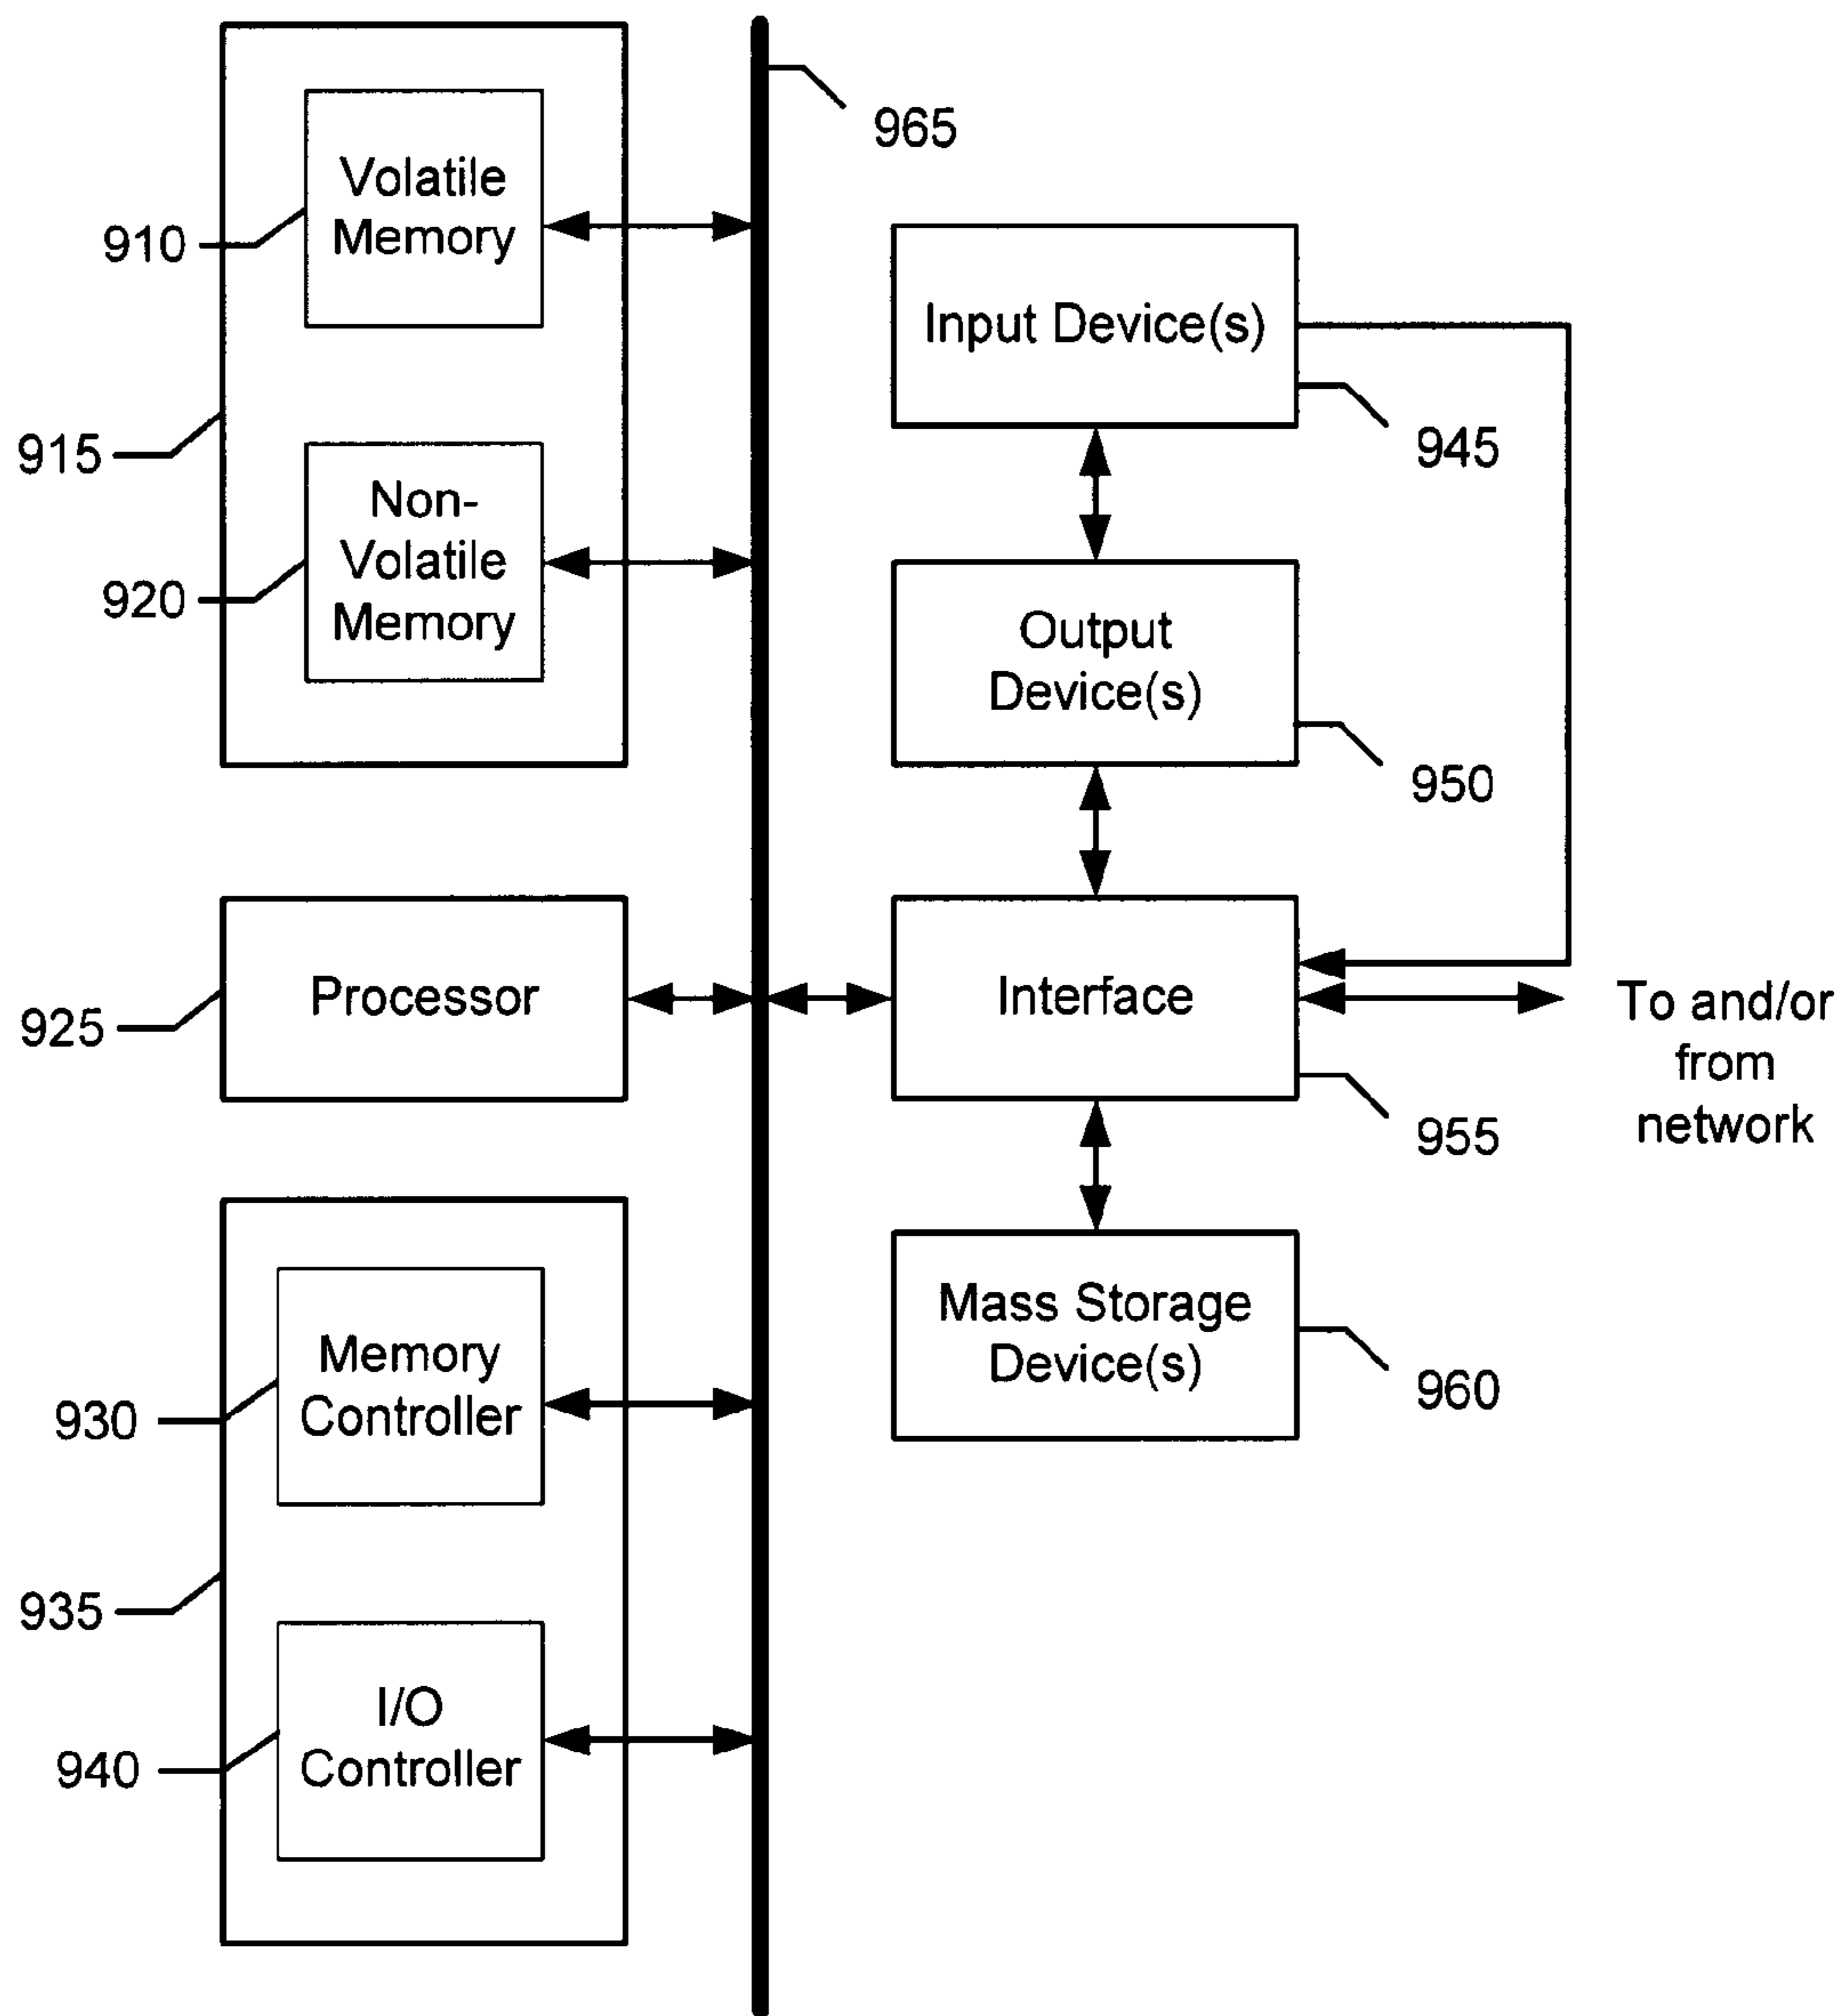 965
Volatile
Memory
910
Input Device(s)
945
915
Non-
Volatile
Memory
920
Output
Device(s)
950
Processor
925
Interface
955
To and/or
from
network
Mass Storage
Device(s)
960
Memory
Controller
930
935
I/O
Controller
940